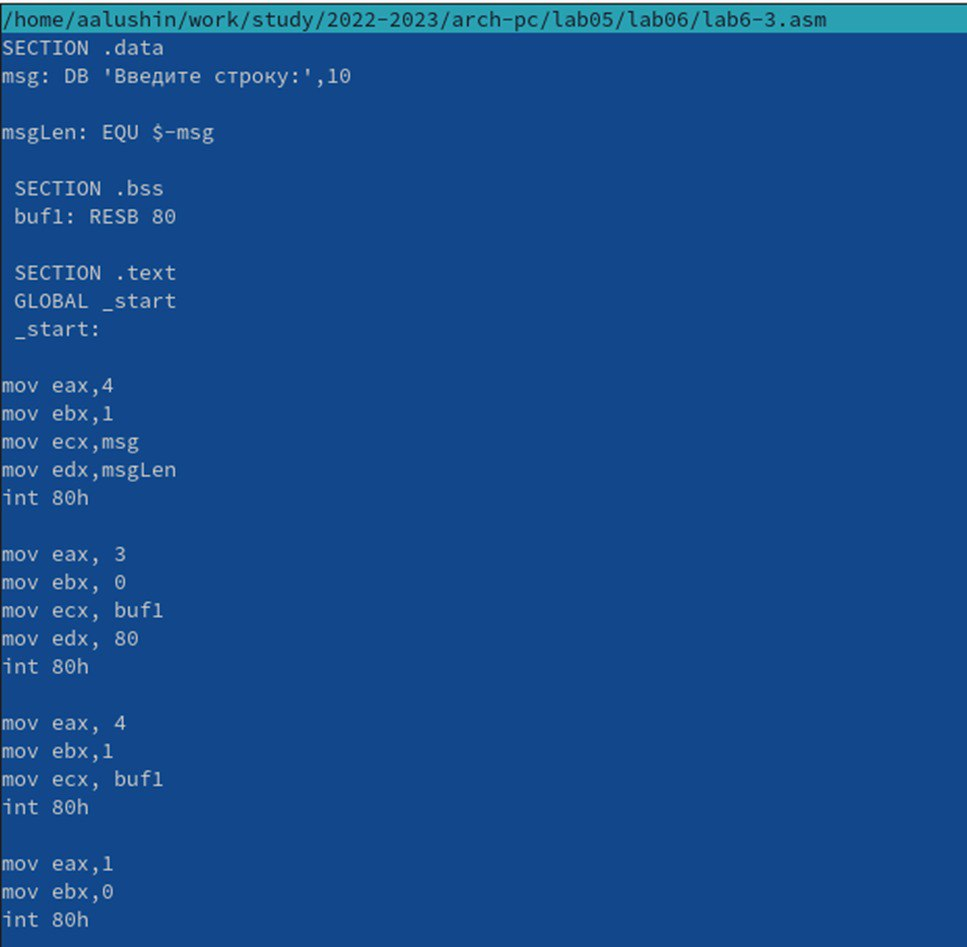 /home/aalushin/work/study/2022-2023/arch-pc/lab05/lab06/lab6-3.asm
SECTION .data
msg: DB 'Введите строку:',10
msgLen: EQU $-msg
SECTION .bss
buf1: RESB 80
SECTION .text
GLOBAL _start
_start:
mov eax,4
mov ebx,1
mov ecx,msg
mov edx,msgLen
int 80h
mov eax, 3
mov ebx, 0
mov ecx, buf1
mov edx, 80
int 80h
mov eax, 4
mov ebx,1
mov ecx, buf1
int 80h
mov eax,1
mov ebx,0
int 80h